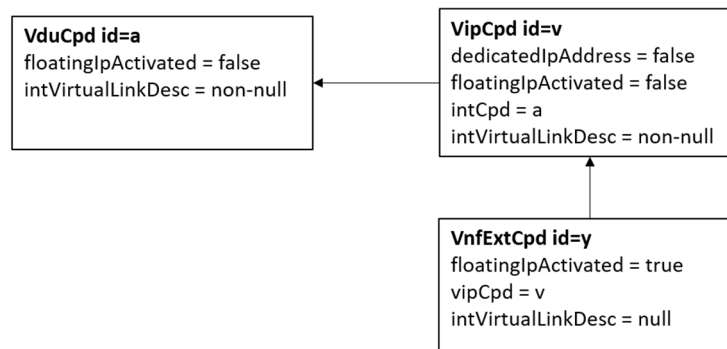 VduCpd id=a
floatingIpActivated = false
intVirtualLinkDesc = non-null
VipCpd id=v
dedicatedIpAddress = false
floatingIpActivated = false
intCpd = a
intVirtualLinkDesc = non-null
VnfExtCpd id=y
floatingIpActivated = true
vipCpd = v
intVirtualLinkDesc = null